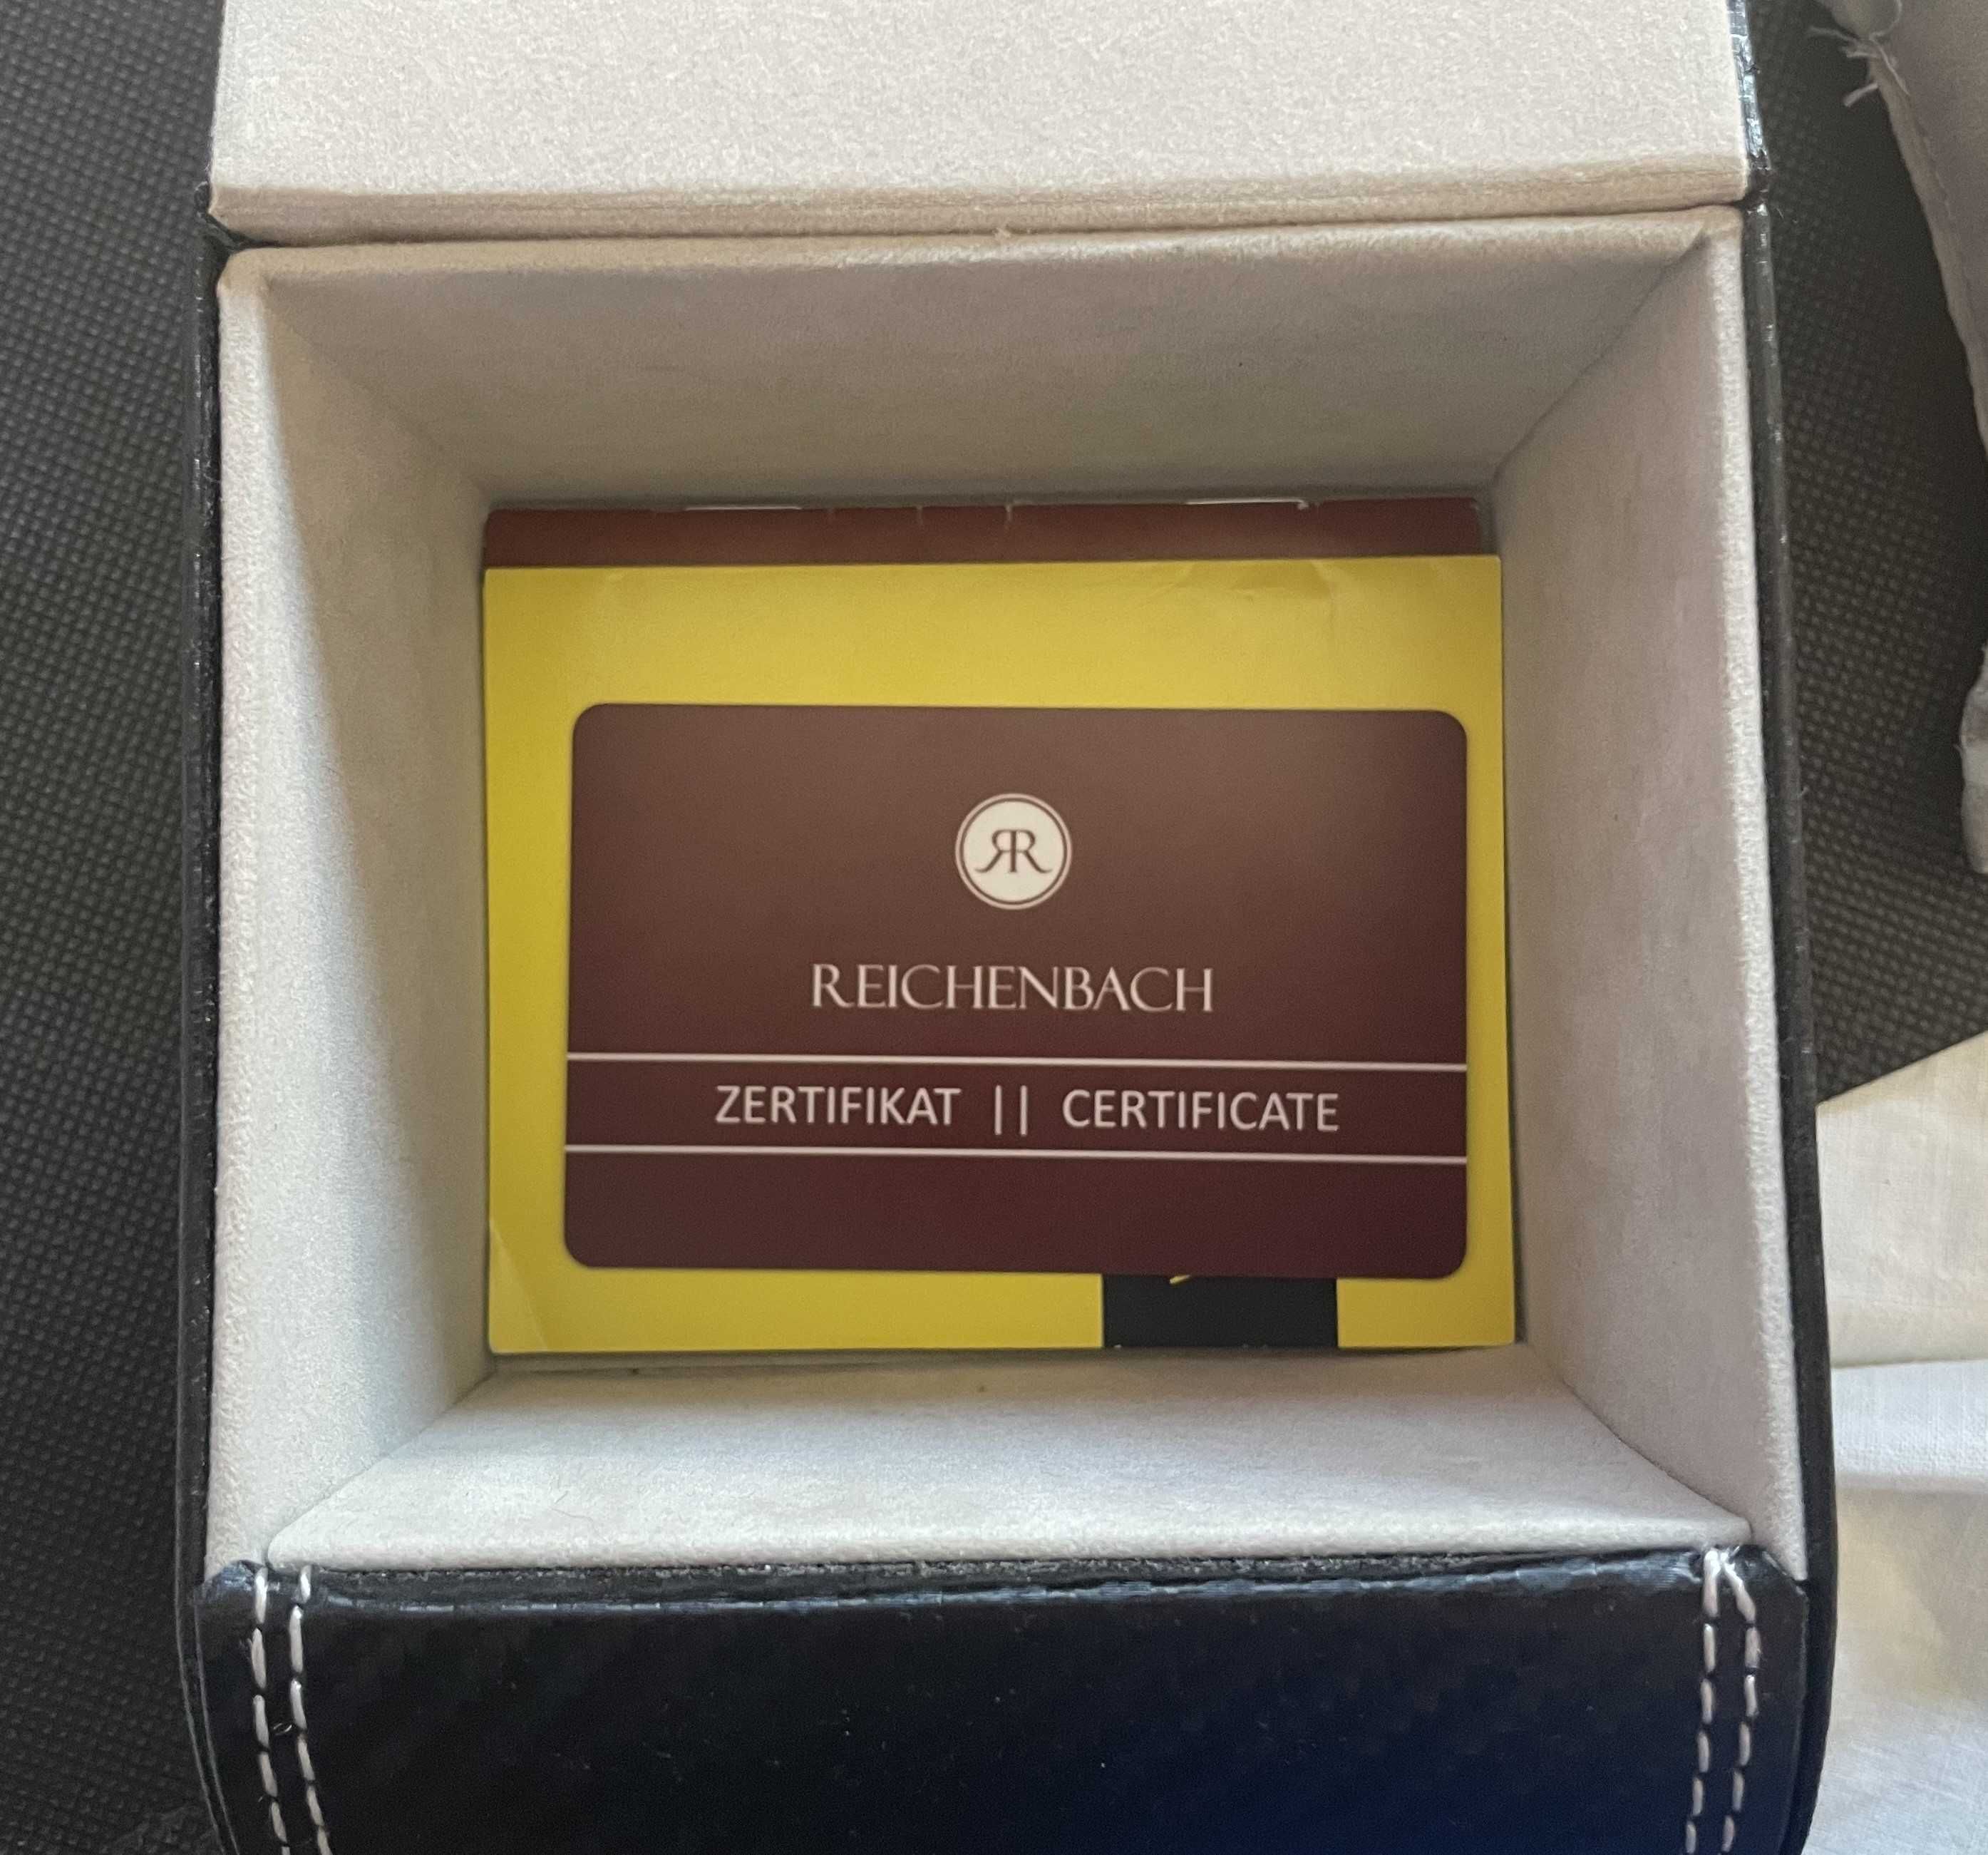 RR
REICHENBACH
ZERTIFIKAT || CERTIFICATE